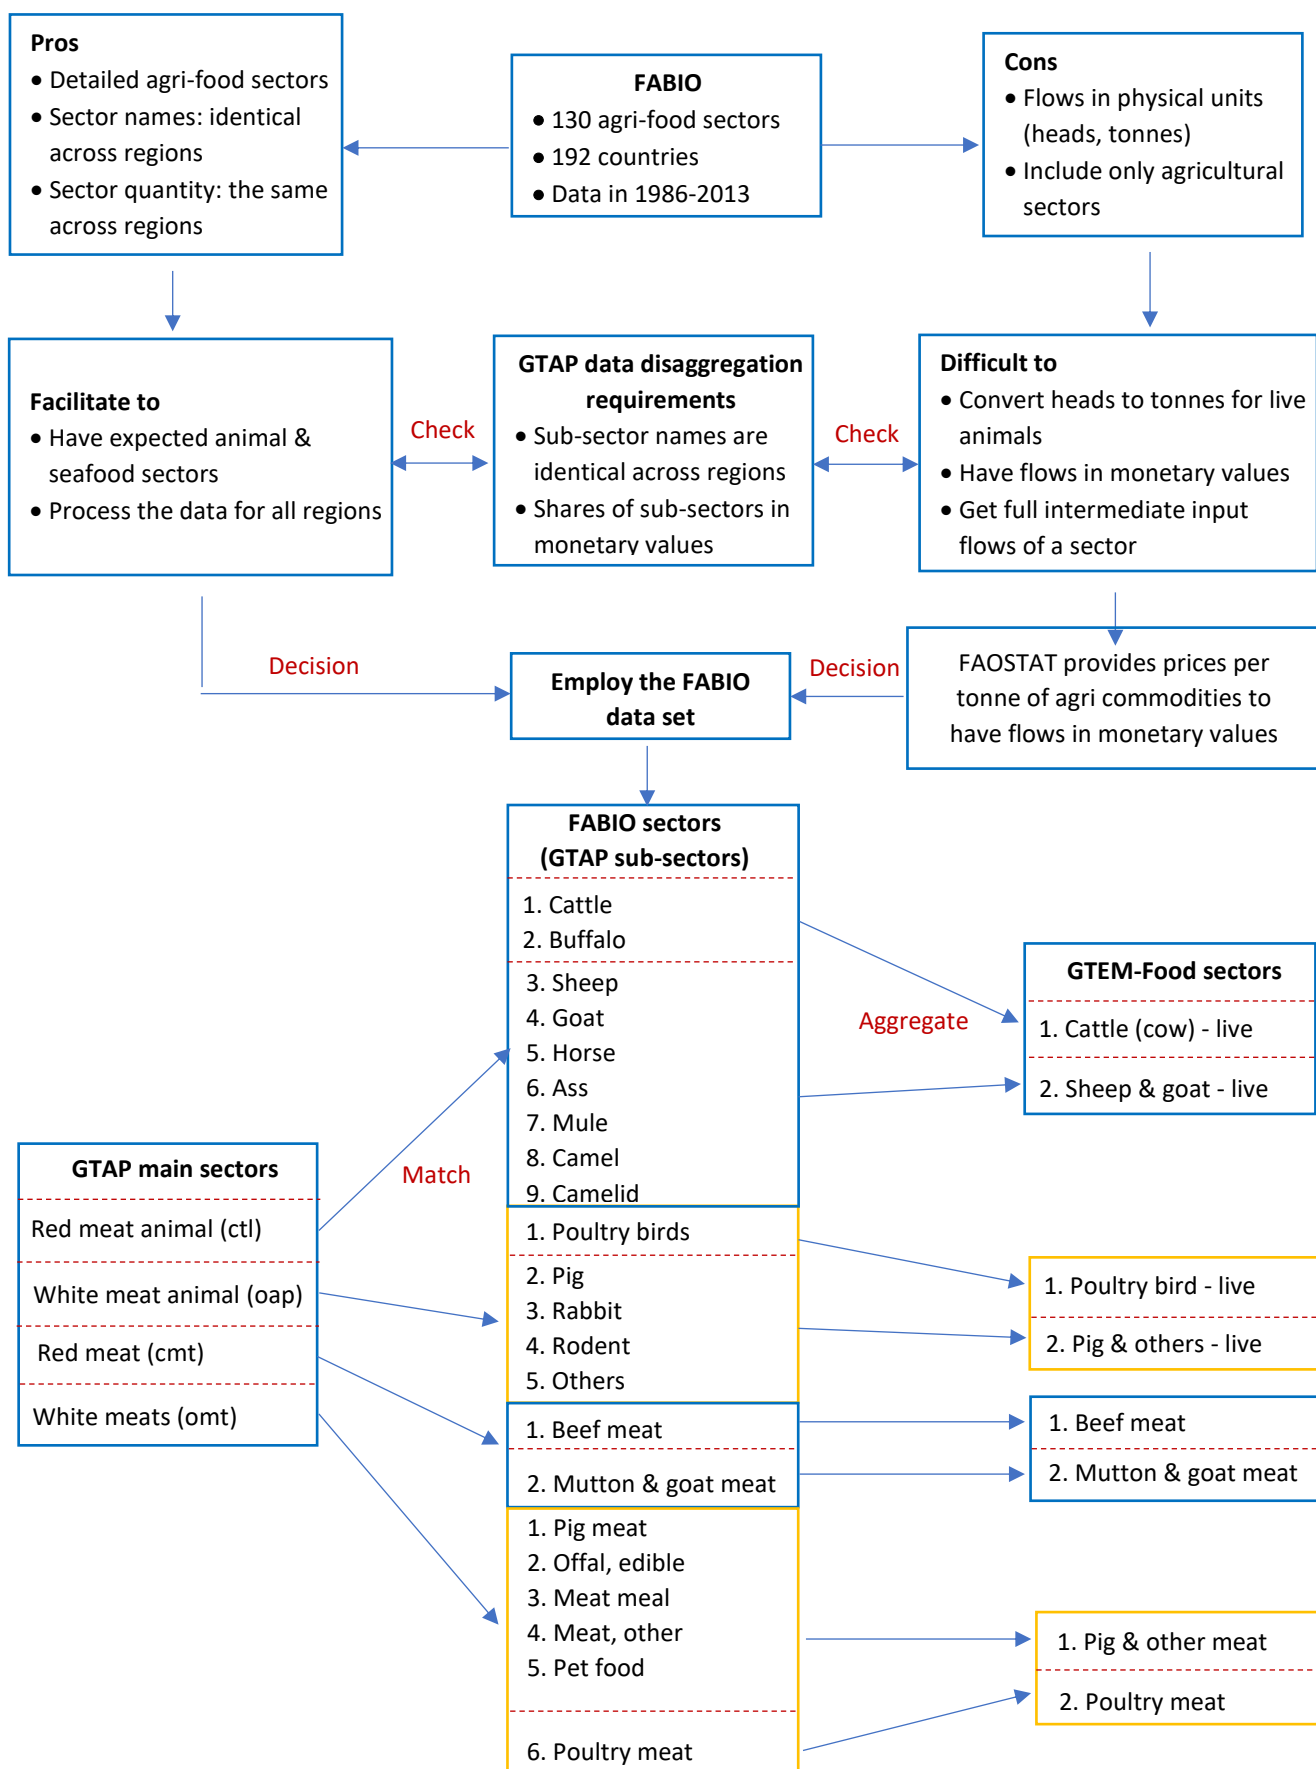 Pros
• Detailed agri-food sectors
• Sector names: identical
across regions
• Sector quantity: the same
across regions
FABIO
• 130 agri-food sectors
• 192 countries
• Data in 1986-2013
Cons
• Flows in physical units
(heads, tonnes)
• Include only agricultural
sectors
Facilitate to
• Have expected animal &
seafood sectors
• Process the data for all regions
Check
GTAP data disaggregation
requirements
• Sub-sector names are
identical across regions
• Shares of sub-sectors in
monetary values
Check
Difficult to
• Convert heads to tonnes for live
animals
• Have flows in monetary values
• Get full intermediate input
flows of a sector
Decision
Employ the FABIO
data set
Decision
FAOSTAT provides prices per
tonne of agri commodities to
have flows in monetary values
FABIO sectors
(GTAP sub-sectors)
1. Cattle
2. Buffalo
3. Sheep
4. Goat
5. Horse
6. Ass
7. Mule
8. Camel
9. Camelid
Aggregate
GTEM-Food sectors
1. Cattle (cow) - live
2. Sheep & goat - live
GTAP main sectors
Red meat animal (ctl)
White meat animal (oap)
Red meat (cmt)
White meats (omt)
Match
1. Poultry birds
2. Pig
3. Rabbit
4. Rodent
5. Others
1. Poultry bird - live
2. Pig & others - live
1. Beef meat
2. Mutton & goat meat
1. Beef meat
2. Mutton & goat meat
1. Pig meat
2. Offal, edible
3. Meat meal
4. Meat, other
5. Pet food
6. Poultry meat
1. Pig & other meat
2. Poultry meat